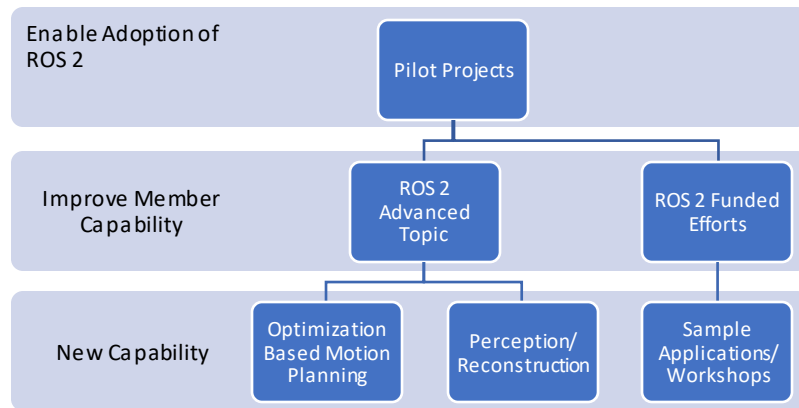 Enable Adoption of
ROS 2
Pilot Projects
Improve Member
Capability
ROS 2
Advanced
Topic
ROS 2 Funded
Efforts
New Capability
Optimization
Based Motion
Planning
Perception/
Reconstruction
Sample
Applications/
Workshops